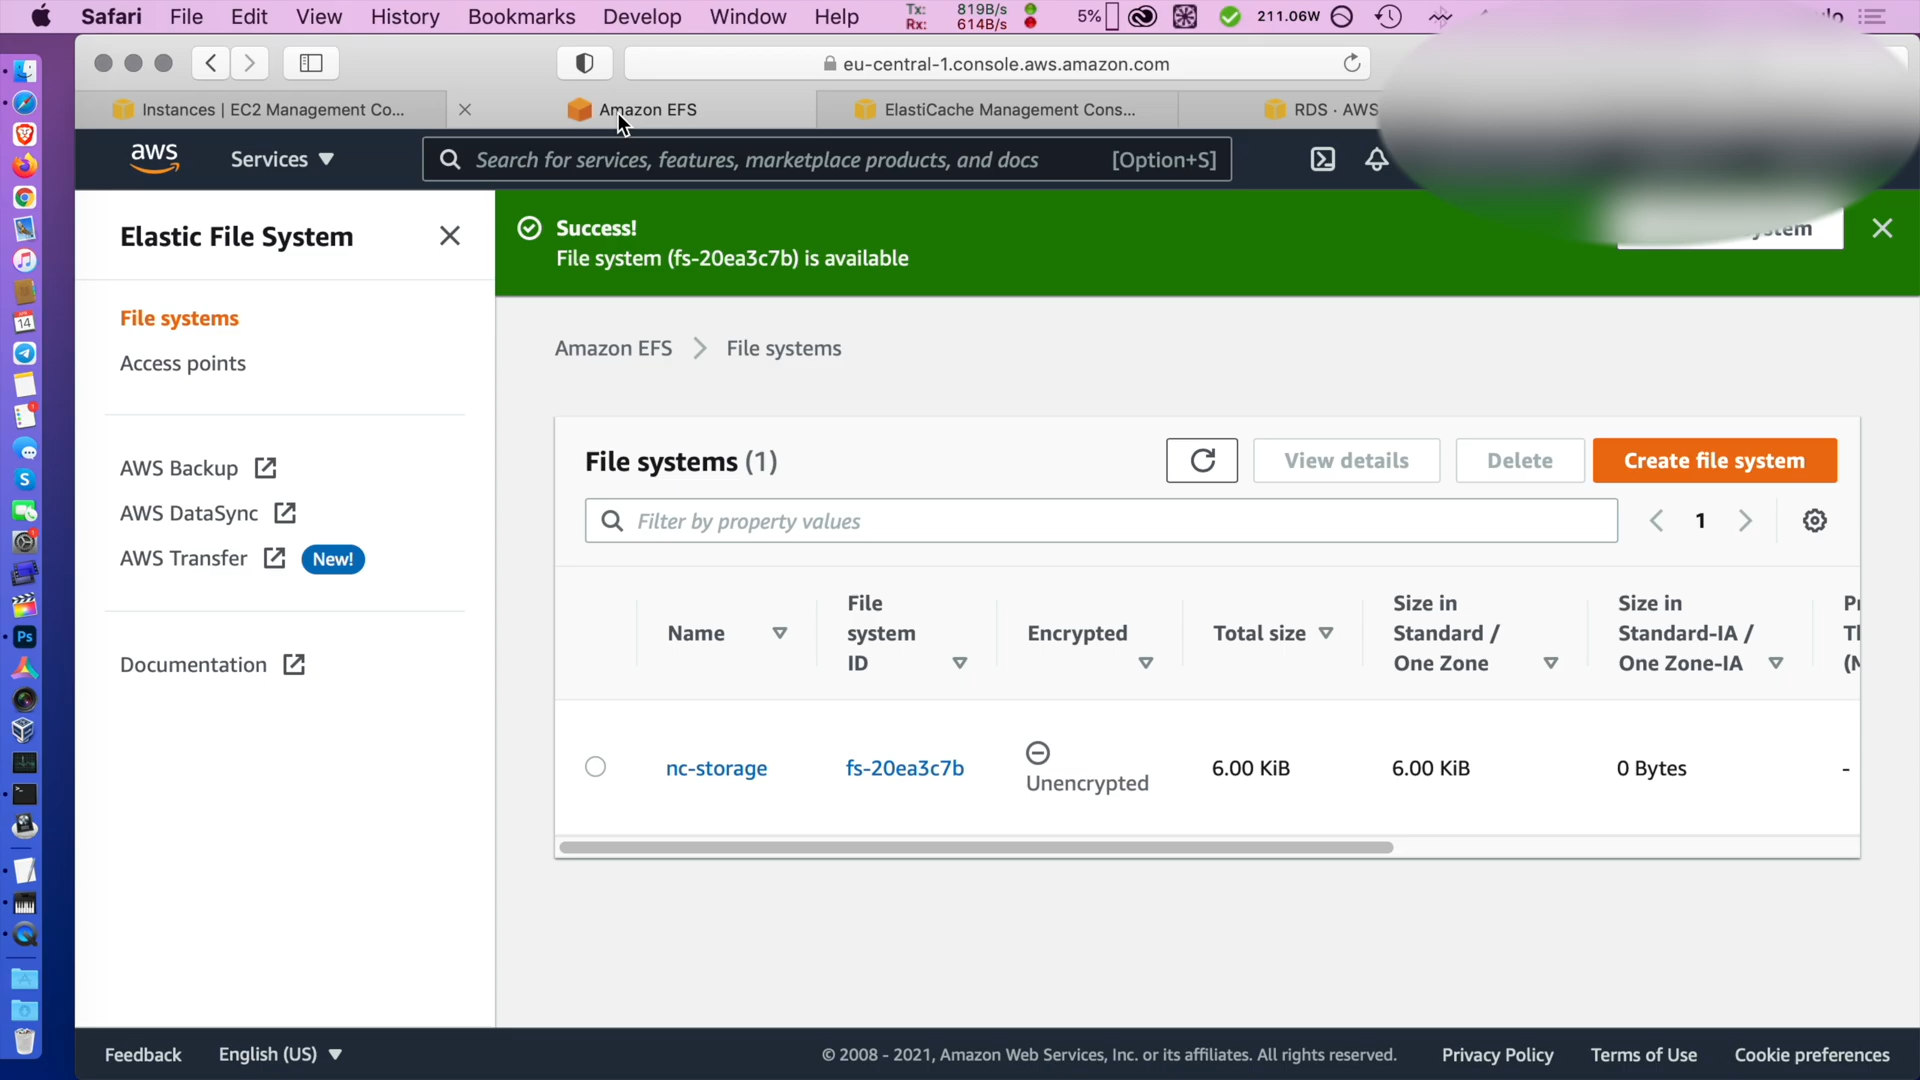 Safari File Edit View History Bookmarks Develop Window Help Tx: 819B/s Rx: 614B/s 5% 211.06W
eu-central-1.console.aws.amazon.com
Instances | EC2 Management Co...
Amazon EFS
ElastiCache Management Cons...
RDS · AWS
aws Services Search for services, features, marketplace products, and docs [Option+S]
Elastic File System
Success!
File system (fs-20ea3c7b) is available
File systems
Access points
AWS Backup
AWS DataSync
AWS Transfer New!
Documentation
Amazon EFS File systems
File systems (1) View details Delete Create file system
Filter by property values 1
Name
File system ID
Encrypted
Total size
Size in Standard / One Zone
Size in Standard-IA / One Zone-IA
nc-storage fs-20ea3c7b Unencrypted 6.00 KiB 6.00 KiB 0 Bytes -
Feedback English (US) © 2008 - 2021, Amazon Web Services, Inc. or its affiliates. All rights reserved. Privacy Policy Terms of Use Cookie preferences